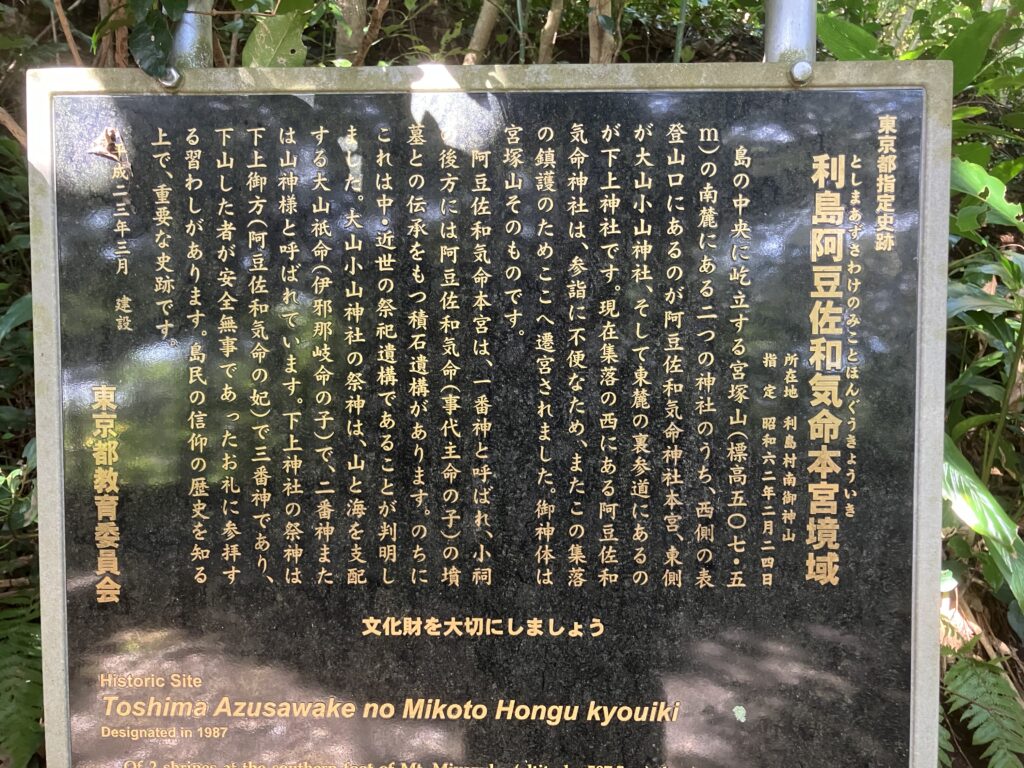 東京都指定史跡
としまあずさわけのみことほんぐうきょういき
利島阿豆佐和気命本宮境域
所在地 利島村南御神山
指定 昭和六二年二月二四日
島の中央に屹立する宮塚山(標高五〇七・五
m)の南麓にある二つの神社のうち、西側の表
登山口にあるのが阿豆佐和気命神社本宮、東側
が大山小山神社、そして東麓の裏参道にあるの
が下上神社です。現在集落の西にある阿豆佐和
気命神社は、参詣に不便なため、またこの集落
の鎮護のためここへ遷宮されました。御神体は
宮塚山そのものです。
阿豆佐和気命本宮は、一番神と呼ばれ、小祠
の後方には阿豆佐和気命(事代主命の子)の墳
墓との伝承をもつ積石遺構があります。のちに
これは中・近世の祭祀遺構であることが判明し
ました。大山小山神社の祭神は、山と海を支配
する大山祇命(伊邪那岐命の子)で、二番神また
は山神様と呼ばれています。下上神社の祭神は
下上御方(阿豆佐和気命の妃)で三番神であり、
下山した者が安全無事であったお礼に参拝す
る習わしがあります。島民の信仰の歴史を知る
上で、重要な史跡です。
平成二三年三月 建設
東京都教育委員会
文化財を大切にしましょう
Historic Site
Toshima Azusawake no Mikoto Hongu kyouiki
Designated in 1987
Of 2 shrines at the southern foot of Mt.